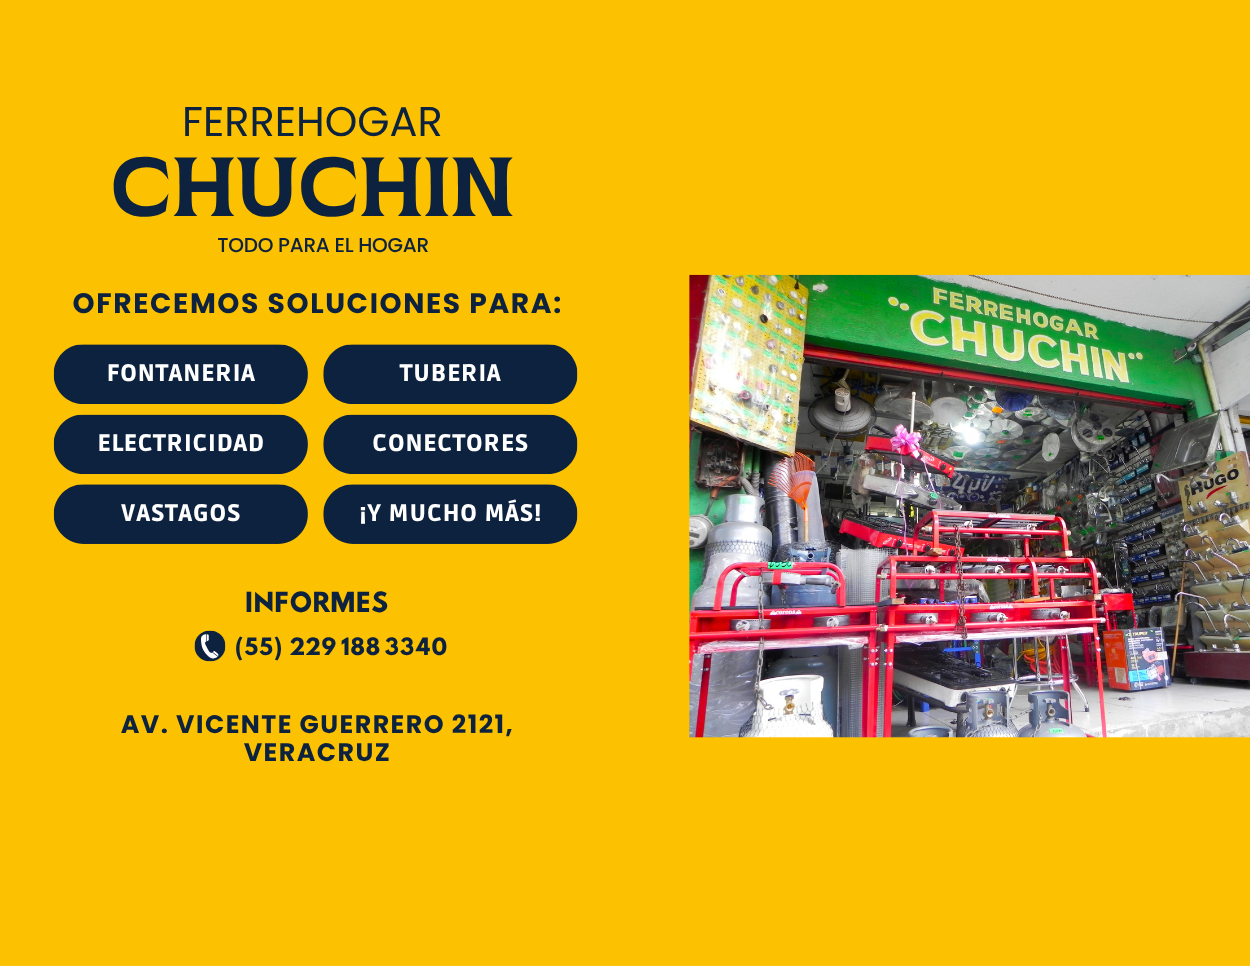 FERREHOGAR
CHUCHIN
TODO PARA EL HOGAR
OFRECEMOS SOLUCIONES PARA:
FONTANERIA
TUBERIA
ELECTRICIDAD
CONECTORES
VASTAGOS
¡Y MUCHO MÁS!
INFORMES
(55) 229 188 3340
AV. VICENTE GUERRERO 2121,
VERACRUZ
FERREHOGAR
"CHUCHIN"
HUGO